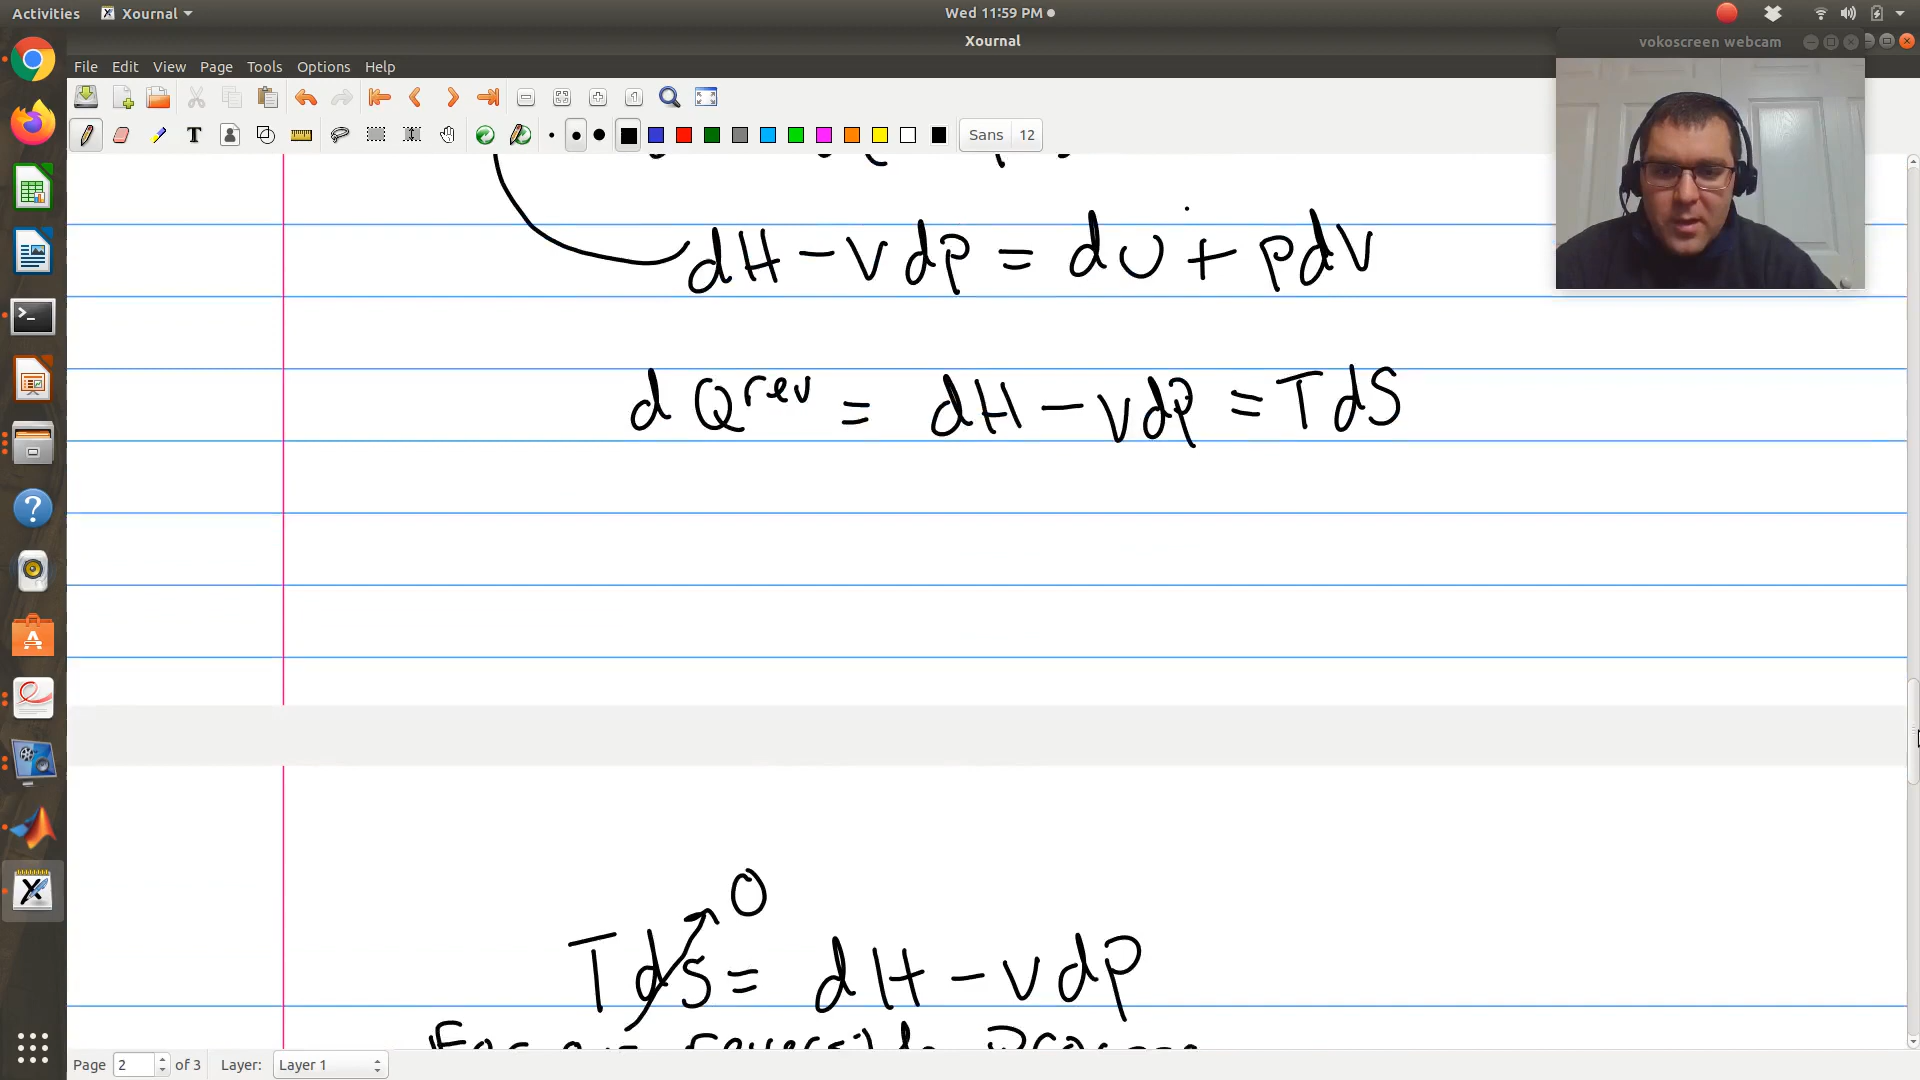 Activities Xournal Wed 11:59 PM
Xournal
vokoscreen webcam
File Edit View Page Tools Options Help
Sans 12
dH - Vdp = dU + pdV
dQ^rev = dH - Vdp = TdS
0
TdS = dH - Vdp
Page 2 of 3 Layer: Layer 1